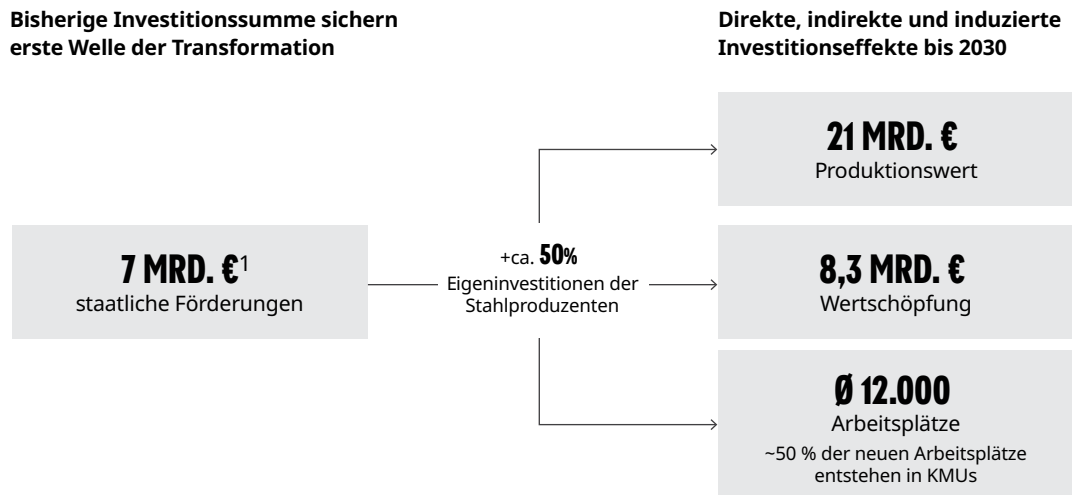 Bisherige Investitionssumme sichern
erste Welle der Transformation
Direkte, indirekte und induzierte
Investitionseffekte bis 2030
7 MRD. €¹
staatliche Förderungen
+ca. 50%
Eigeninvestitionen der
Stahlproduzenten
21 MRD. €
Produktionswert
8,3 MRD. €
Wertschöpfung
Ø 12.000
Arbeitsplätze
~50 % der neuen Arbeitsplätze
entstehen in KMUs